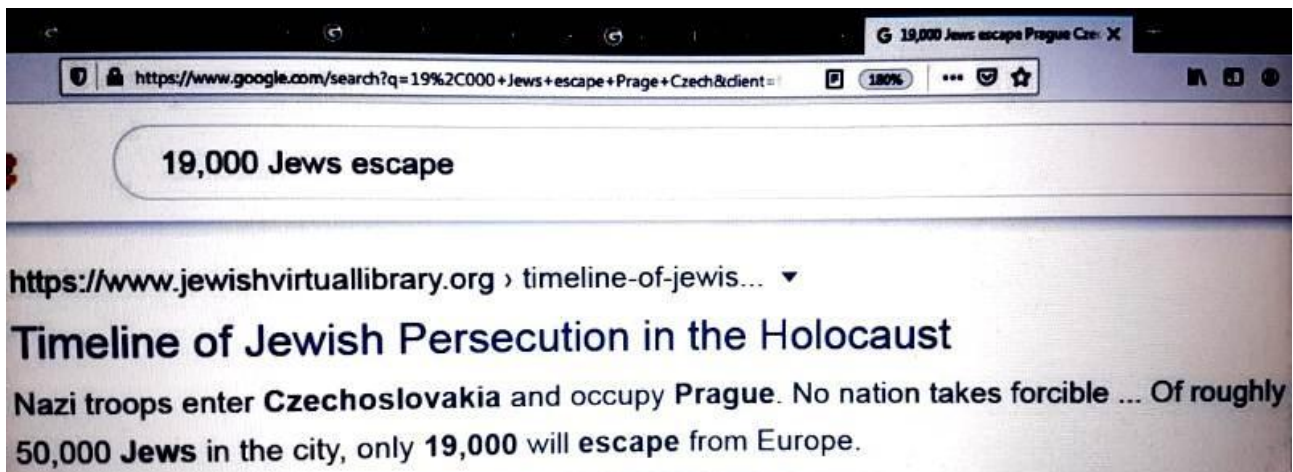 G 19,000 Jews escape Prague Cze X
https://www.google.com/search?q=19%2C000+Jews+escape+Prage+Czech&client=
180%
19,000 Jews escape
https://www.jewishvirtuallibrary.org › timeline-of-jewis...
Timeline of Jewish Persecution in the Holocaust
Nazi troops enter Czechoslovakia and occupy Prague. No nation takes forcible ... Of roughly
50,000 Jews in the city, only 19,000 will escape from Europe.